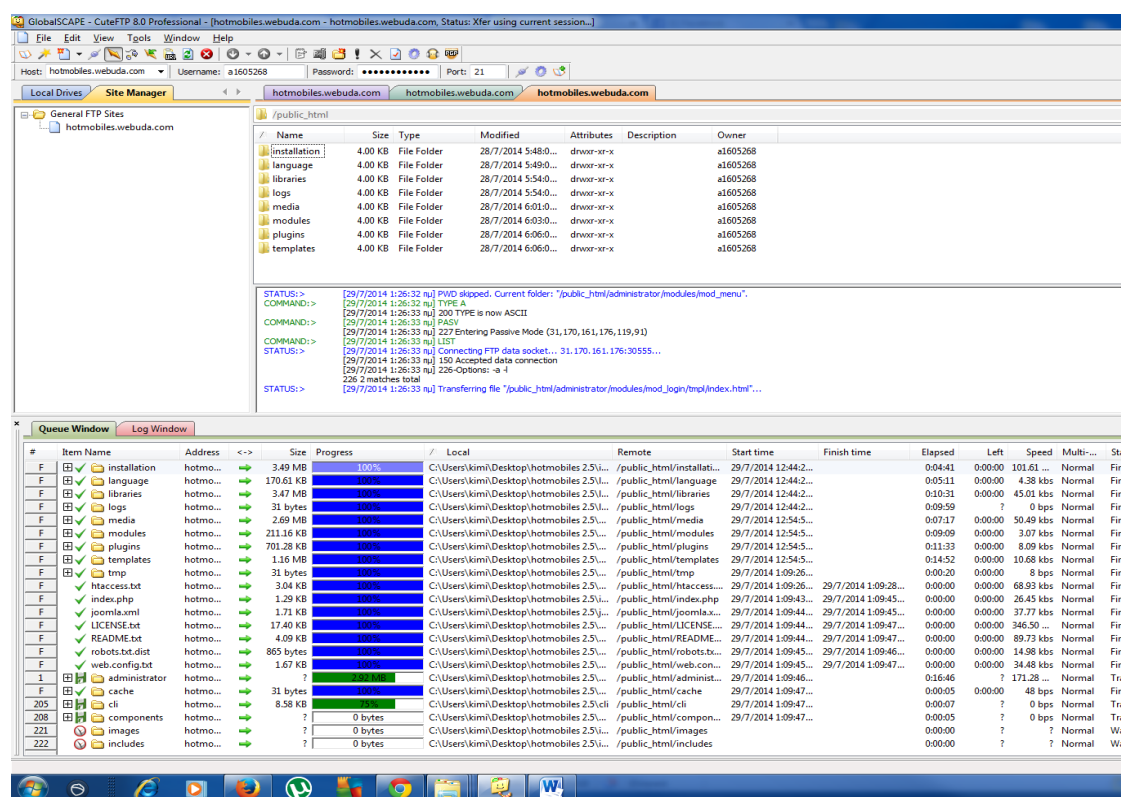 GlobalSCAPE - CuteFTP 8.0 Professional - [hotmobiles.webuda.com - hotmobiles.webuda.com, Status: Xfer using current session...]
File Edit View Tools Window Help
Host: hotmobiles.webuda.com Username: a1605268 Password: •••••••••••• Port: 21
Local Drives Site Manager hotmobiles.webuda.com hotmobiles.webuda.com hotmobiles.webuda.com
General FTP Sites
hotmobiles.webuda.com
/public_html
Name Size Type Modified Attributes Description Owner
installation 4.00 KB File Folder 28/7/2014 5:48:0... drwxr-xr-x a1605268
language 4.00 KB File Folder 28/7/2014 5:49:0... drwxr-xr-x a1605268
libraries 4.00 KB File Folder 28/7/2014 5:54:0... drwxr-xr-x a1605268
logs 4.00 KB File Folder 28/7/2014 5:54:0... drwxr-xr-x a1605268
media 4.00 KB File Folder 28/7/2014 6:01:0... drwxr-xr-x a1605268
modules 4.00 KB File Folder 28/7/2014 6:03:0... drwxr-xr-x a1605268
plugins 4.00 KB File Folder 28/7/2014 6:06:0... drwxr-xr-x a1605268
templates 4.00 KB File Folder 28/7/2014 6:06:0... drwxr-xr-x a1605268
STATUS:> [29/7/2014 1:26:32 πμ] PWD skipped. Current folder: "/public_html/administrator/modules/mod_menu".
COMMAND:> [29/7/2014 1:26:32 πμ] TYPE A
[29/7/2014 1:26:33 πμ] 200 TYPE is now ASCII
COMMAND:> [29/7/2014 1:26:33 πμ] PASV
[29/7/2014 1:26:33 πμ] 227 Entering Passive Mode (31,170,161,176,119,91)
COMMAND:> [29/7/2014 1:26:33 πμ] LIST
STATUS:> [29/7/2014 1:26:33 πμ] Connecting FTP data socket... 31.170.161.176:30555...
[29/7/2014 1:26:33 πμ] 150 Accepted data connection
[29/7/2014 1:26:33 πμ] 226-Options: -a -l
226 2 matches total
STATUS:> [29/7/2014 1:26:33 πμ] Transferring file "/public_html/administrator/modules/mod_login/tmpl/index.html"...
Queue Window Log Window
# Item Name Address <-> Size Progress / Local Remote Start time Finish time Elapsed Left Speed Multi-... Sta
F installation hotmo... 3.49 MB 100% C:\Users\kimi\Desktop\hotmobiles 2.5\i... /public_html/installati... 29/7/2014 12:44:2... 0:04:41 0:00:00 101.61 ... Normal Fir
F language hotmo... 170.61 KB 100% C:\Users\kimi\Desktop\hotmobiles 2.5\l... /public_html/language 29/7/2014 12:44:2... 0:05:11 0:00:00 4.38 kbs Normal Fir
F libraries hotmo... 3.47 MB 100% C:\Users\kimi\Desktop\hotmobiles 2.5\l... /public_html/libraries 29/7/2014 12:44:2... 0:10:31 0:00:00 45.01 kbs Normal Fir
F logs hotmo... 31 bytes 100% C:\Users\kimi\Desktop\hotmobiles 2.5\l... /public_html/logs 29/7/2014 12:44:2... 0:09:59 ? 0 bps Normal Fir
F media hotmo... 2.69 MB 100% C:\Users\kimi\Desktop\hotmobiles 2.5\... /public_html/media 29/7/2014 12:54:5... 0:07:17 0:00:00 50.49 kbs Normal Fir
F modules hotmo... 211.16 KB 100% C:\Users\kimi\Desktop\hotmobiles 2.5\... /public_html/modules 29/7/2014 12:54:5... 0:09:09 0:00:00 3.07 kbs Normal Fir
F plugins hotmo... 701.28 KB 100% C:\Users\kimi\Desktop\hotmobiles 2.5\... /public_html/plugins 29/7/2014 12:54:5... 0:11:33 0:00:00 8.09 kbs Normal Fir
F templates hotmo... 1.16 MB 100% C:\Users\kimi\Desktop\hotmobiles 2.5\... /public_html/templates 29/7/2014 12:54:5... 0:14:52 0:00:00 10.68 kbs Normal Fir
F tmp hotmo... 31 bytes 100% C:\Users\kimi\Desktop\hotmobiles 2.5\... /public_html/tmp 29/7/2014 1:09:26... 0:00:20 0:00:00 8 bps Normal Fir
F htaccess.txt hotmo... 3.04 KB 100% C:\Users\kimi\Desktop\hotmobiles 2.5\... /public_html/htaccess.... 29/7/2014 1:09:26... 29/7/2014 1:09:28... 0:00:00 0:00:00 68.93 kbs Normal Fir
F index.php hotmo... 1.29 KB 100% C:\Users\kimi\Desktop\hotmobiles 2.5\i... /public_html/index.php 29/7/2014 1:09:43... 29/7/2014 1:09:45... 0:00:00 0:00:00 26.45 kbs Normal Fir
F joomla.xml hotmo... 1.71 KB 100% C:\Users\kimi\Desktop\hotmobiles 2.5\j... /public_html/joomla.x... 29/7/2014 1:09:44... 29/7/2014 1:09:45... 0:00:00 0:00:00 37.77 kbs Normal Fir
F LICENSE.txt hotmo... 17.40 KB 100% C:\Users\kimi\Desktop\hotmobiles 2.5\... /public_html/LICENSE.... 29/7/2014 1:09:44... 29/7/2014 1:09:47... 0:00:00 0:00:00 346.50 ... Normal Fir
F README.txt hotmo... 4.09 KB 100% C:\Users\kimi\Desktop\hotmobiles 2.5\... /public_html/README... 29/7/2014 1:09:44... 29/7/2014 1:09:47... 0:00:00 0:00:00 89.73 kbs Normal Fir
F robots.txt.dist hotmo... 865 bytes 100% C:\Users\kimi\Desktop\hotmobiles 2.5\... /public_html/robots.tx... 29/7/2014 1:09:45... 29/7/2014 1:09:46... 0:00:00 0:00:00 14.98 kbs Normal Fir
F web.config.txt hotmo... 1.67 KB 100% C:\Users\kimi\Desktop\hotmobiles 2.5\... /public_html/web.con... 29/7/2014 1:09:45... 29/7/2014 1:09:47... 0:00:00 0:00:00 34.48 kbs Normal Fir
1 administrator hotmo... ? 2.92 MB C:\Users\kimi\Desktop\hotmobiles 2.5\... /public_html/administ... 29/7/2014 1:09:46... 0:16:46 ? 171.28 ... Normal Tra
F cache hotmo... 31 bytes 100% C:\Users\kimi\Desktop\hotmobiles 2.5\... /public_html/cache 29/7/2014 1:09:47... 0:00:05 0:00:00 48 bps Normal Fir
205 cli hotmo... 8.58 KB 75% C:\Users\kimi\Desktop\hotmobiles 2.5\cli /public_html/cli 29/7/2014 1:09:47... 0:00:07 ? 0 bps Normal Tra
208 components hotmo... ? 0 bytes C:\Users\kimi\Desktop\hotmobiles 2.5\... /public_html/compon... 29/7/2014 1:09:47... 0:00:05 ? 0 bps Normal Tra
221 images hotmo... ? 0 bytes C:\Users\kimi\Desktop\hotmobiles 2.5\i... /public_html/images 0:00:00 ? ? Normal Wa
222 includes hotmo... ? 0 bytes C:\Users\kimi\Desktop\hotmobiles 2.5\i... /public_html/includes 0:00:00 ? ? Normal Wa